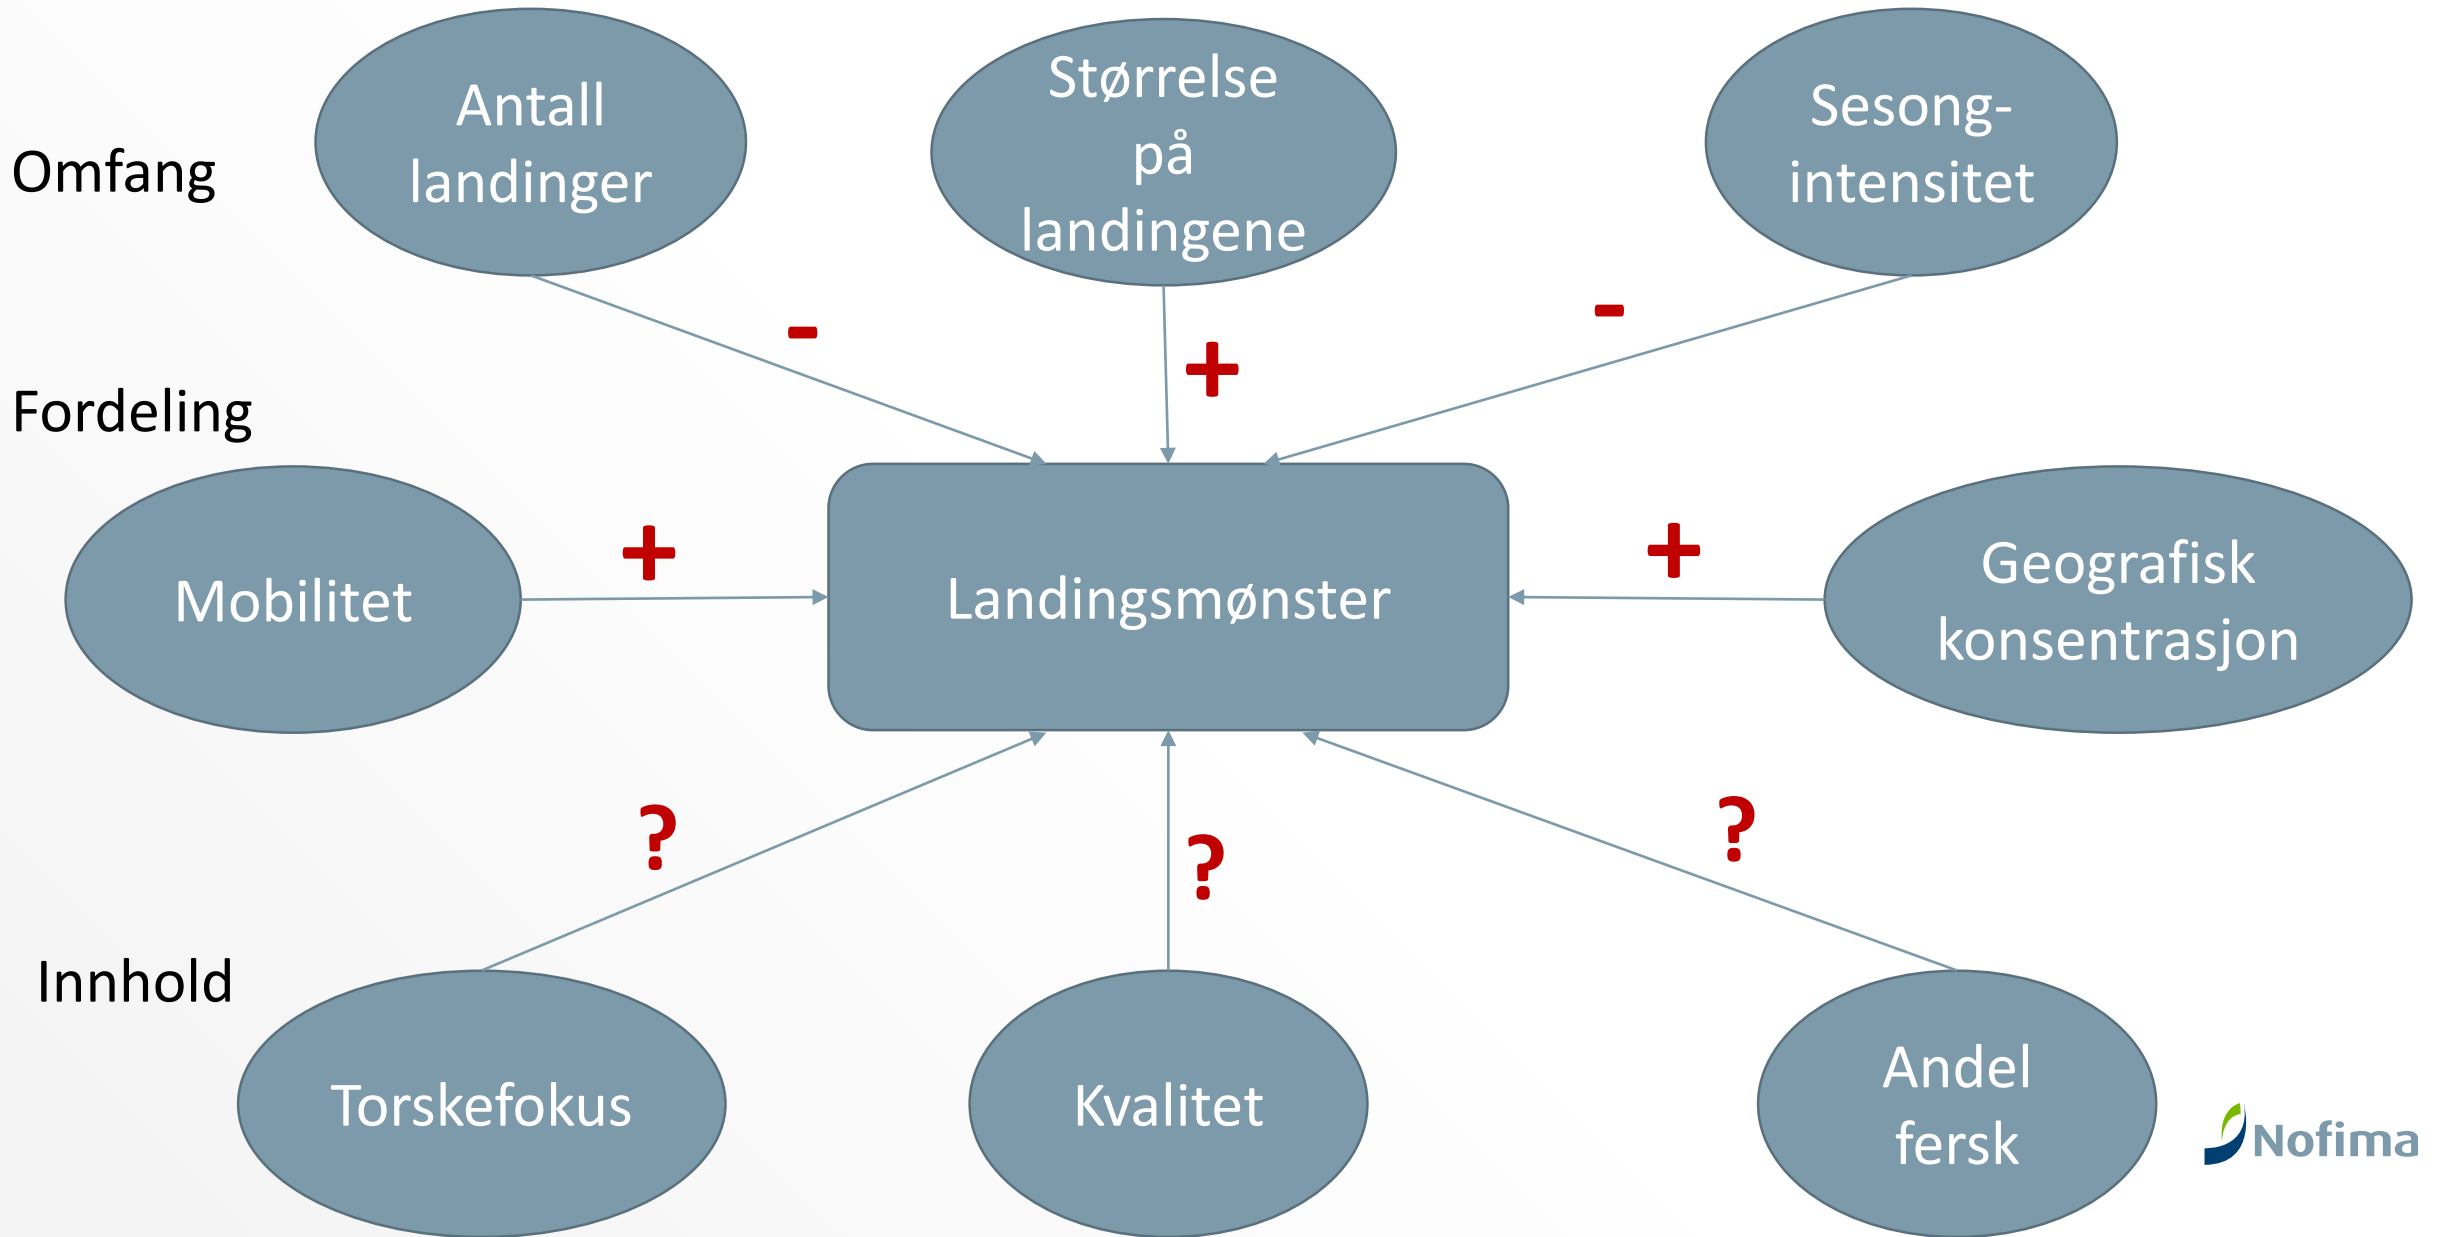 Omfang
Antall
landinger
Størrelse
på
landingene
Sesong-
intensitet
-
+
-
Fordeling
Mobilitet
+
Landingsmønster
+
Geografisk
konsentrasjon
?
?
?
Innhold
Torskefokus
Kvalitet
Andel
fersk
Nofima